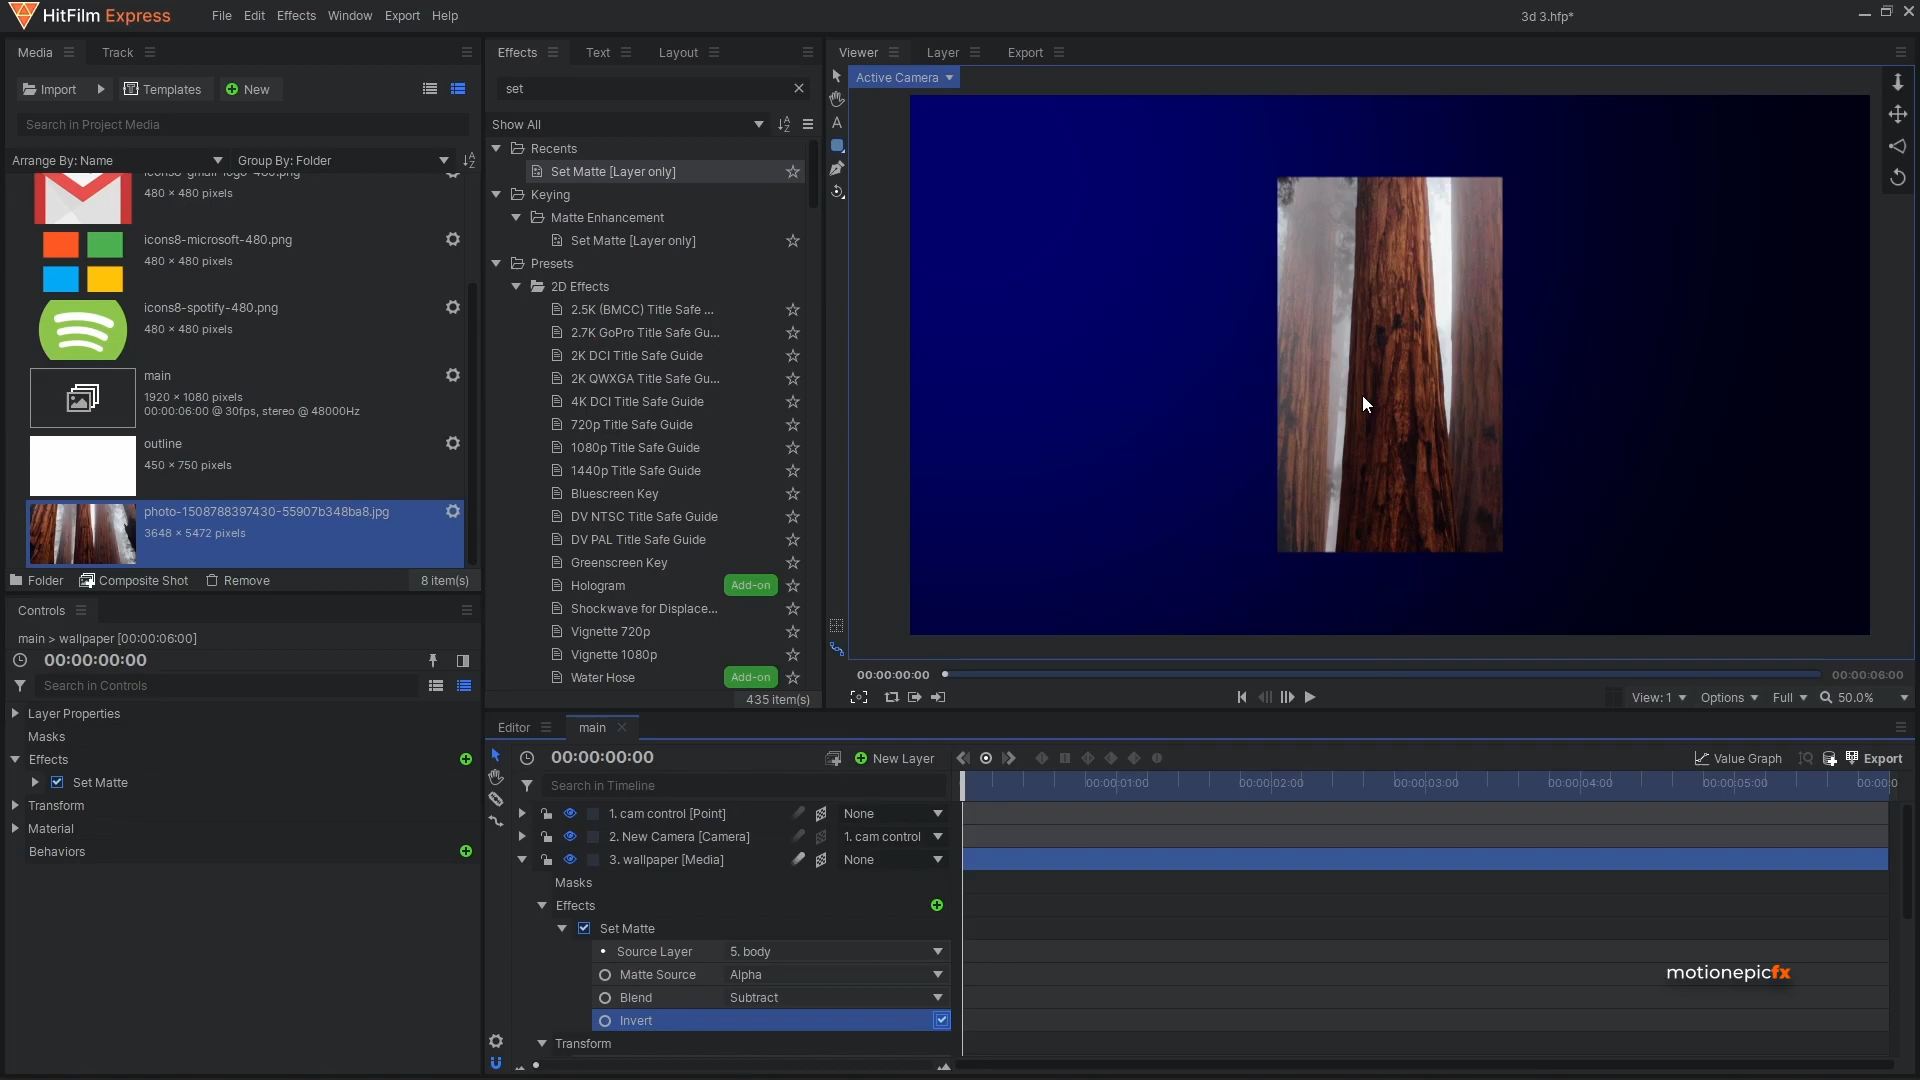 HitFilm Express
File Edit Effects Window Export Help
3d 3.hfp*
Media
Track
Effects
Text
Layout
Viewer
Layer
Export
Import
Templates
New
Search in Project Media
Arrange By: Name
Group By: Folder
icons8-gmail-logo-480.png
480 × 480 pixels
icons8-microsoft-480.png
480 × 480 pixels
icons8-spotify-480.png
480 × 480 pixels
main
1920 × 1080 pixels
00:00:06:00 @ 30fps, stereo @ 48000Hz
outline
450 × 750 pixels
photo-1508788397430-55907b348ba8.jpg
3648 × 5472 pixels
Folder
Composite Shot
Remove
8 item(s)
Controls
main > wallpaper [00:00:06:00]
00:00:00:00
Search in Controls
Layer Properties
Masks
Effects
Set Matte
Transform
Material
Behaviors
set
Show All
Recents
Set Matte [Layer only]
Keying
Matte Enhancement
Set Matte [Layer only]
Presets
2D Effects
2.5K (BMCC) Title Safe ...
2.7K GoPro Title Safe Gu...
2K DCI Title Safe Guide
2K QWXGA Title Safe Gu...
4K DCI Title Safe Guide
720p Title Safe Guide
1080p Title Safe Guide
1440p Title Safe Guide
Bluescreen Key
DV NTSC Title Safe Guide
DV PAL Title Safe Guide
Greenscreen Key
Hologram Add-on
Shockwave for Displace...
Vignette 720p
Vignette 1080p
Water Hose Add-on
435 item(s)
Active Camera
00:00:00:00
00:00:06:00
View: 1
Options
Full
50.0%
Editor
main
00:00:00:00
New Layer
Value Graph
Export
Search in Timeline
00:00:01:00
00:00:02:00
00:00:03:00
00:00:04:00
00:00:05:00
00:00:0
1. cam control [Point] None
2. New Camera [Camera] 1. cam control
3. wallpaper [Media] None
Masks
Effects
Set Matte
Source Layer 5. body
Matte Source Alpha
Blend Subtract
Invert
Transform
motionepicfx